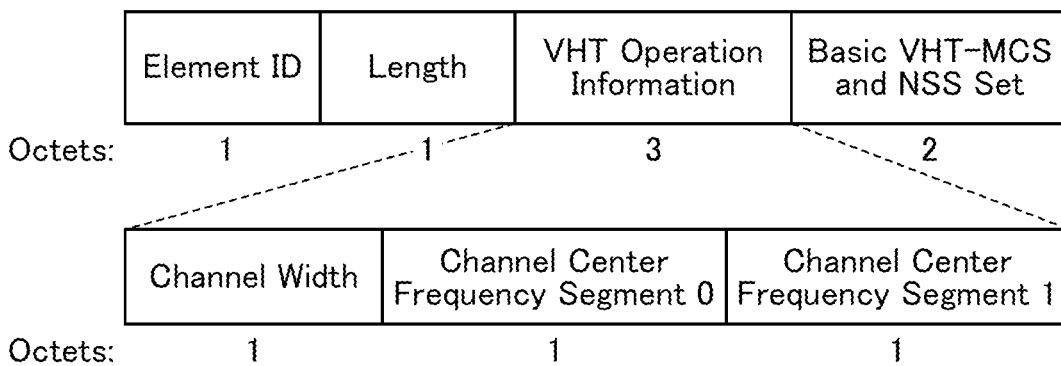 Element ID
Length
VHT Operation
Information
Basic VHT-MCS
and NSS Set
Octets: 1 1 3 2
Channel Width
Channel Center
Frequency Segment 0
Channel Center
Frequency Segment 1
Octets: 1 1 1